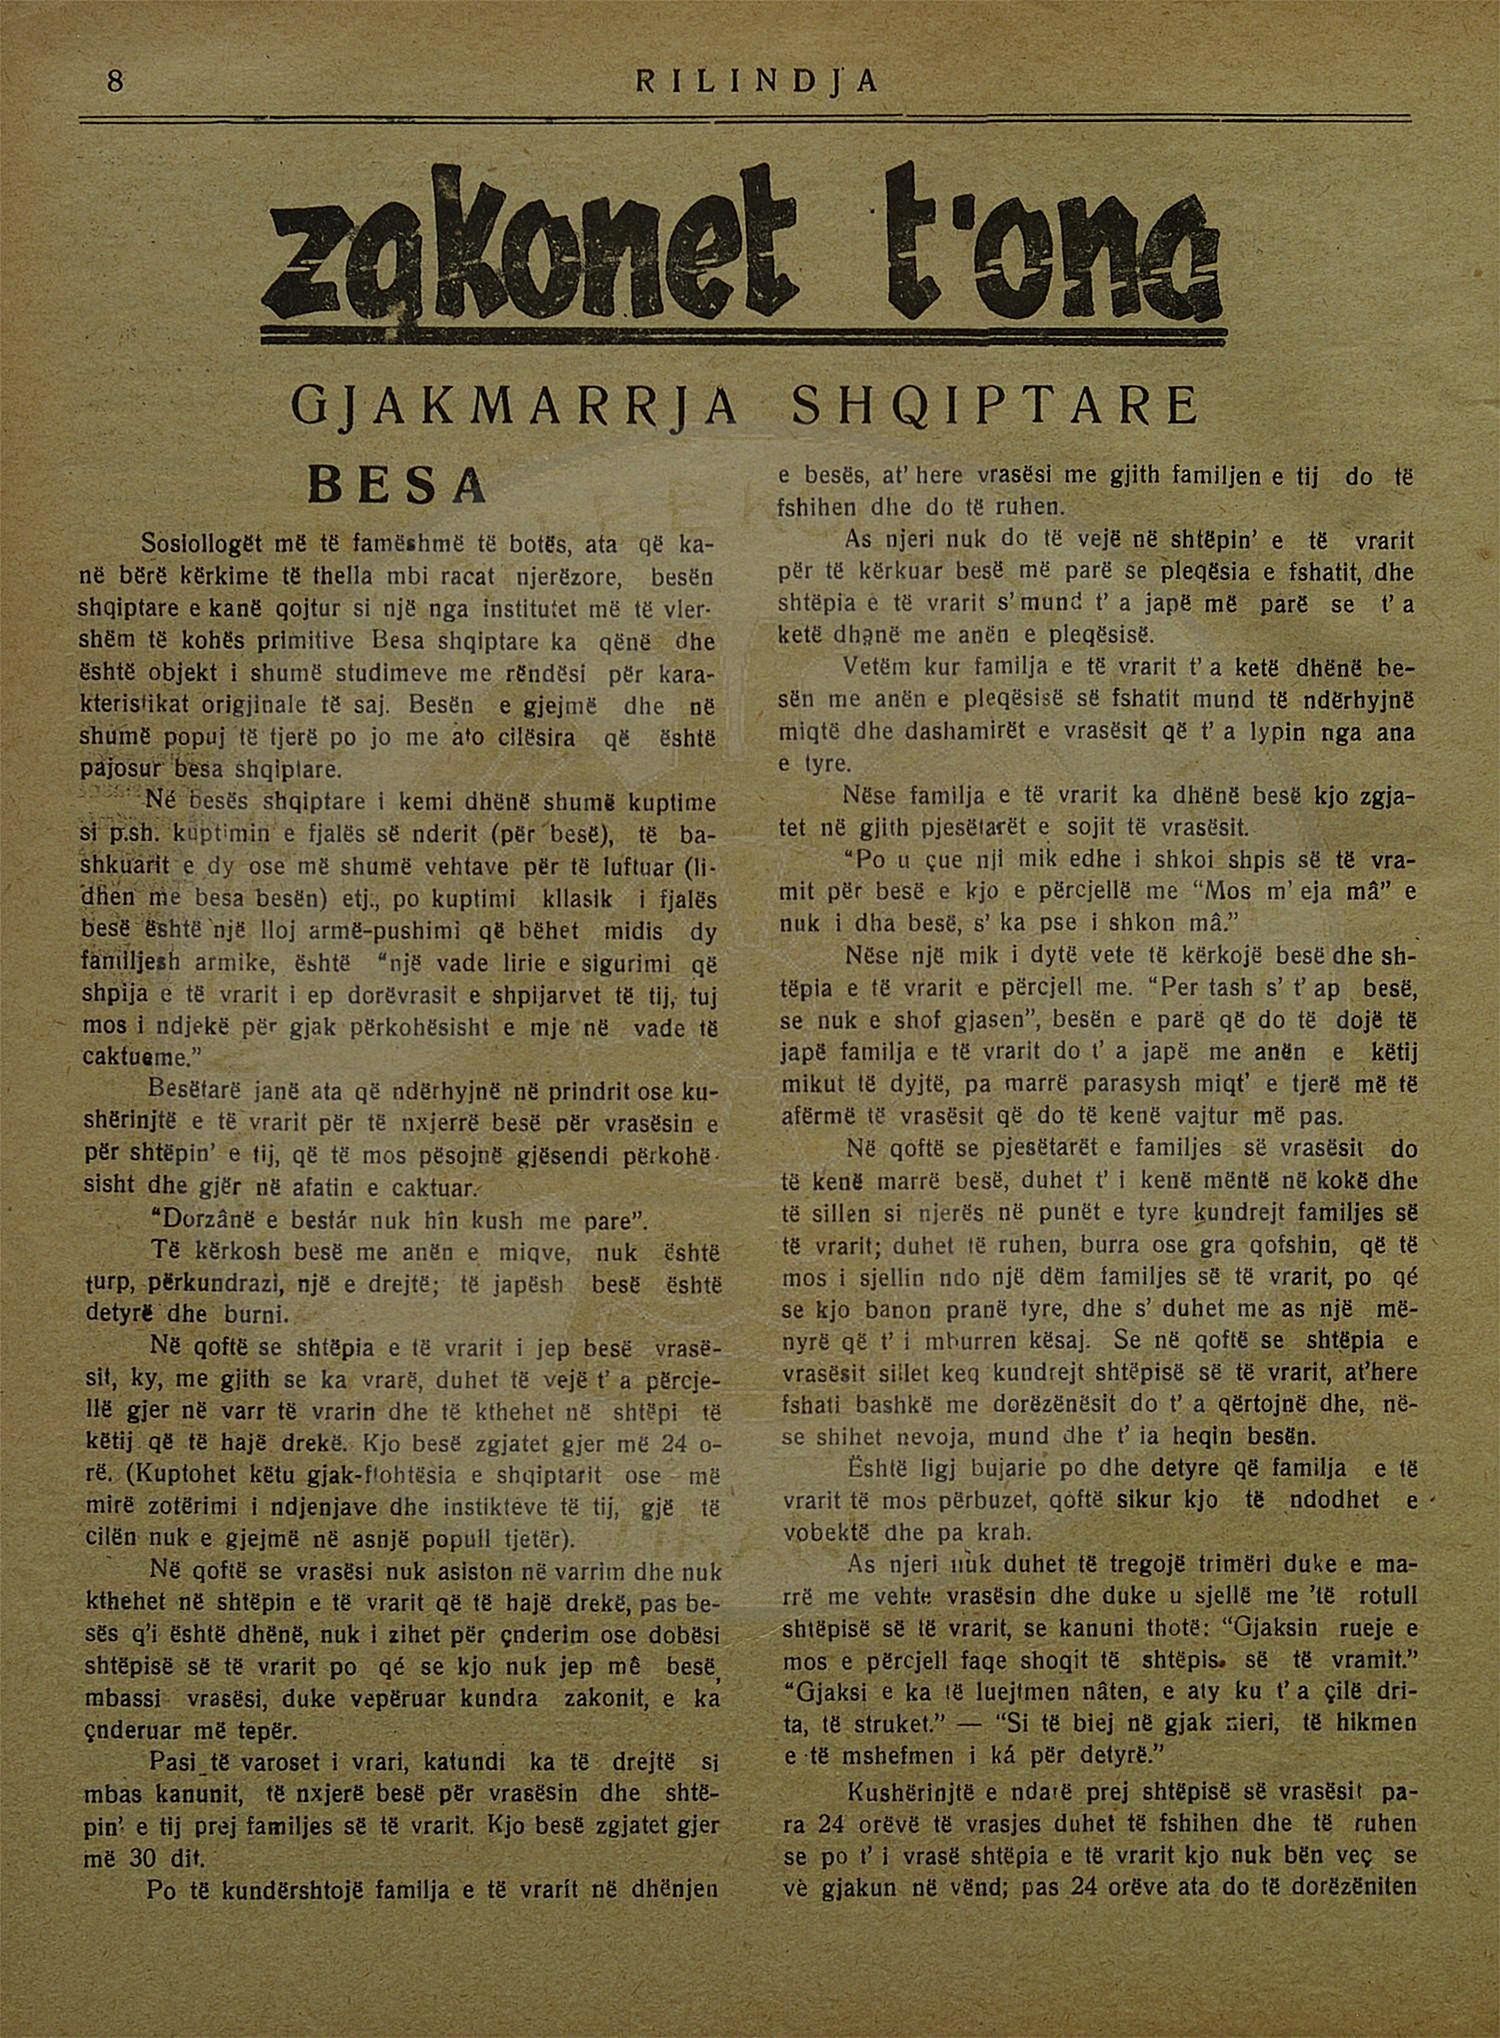 8
RILINDJA
zakonet t'ona
GJAKMARRJA SHQIPTARE
BESA
Sosiollogët më të famëshmë të botës, ata që ka-
në bërë kërkime të thella mbi racat njerëzore, besën
shqiptare e kanë qojtur si një nga institutet më të vler-
shëm të kohës primitive Besa shqiptare ka qënë dhe
është objekt i shumë studimeve me rëndësi për kara-
kteristikat origjinale të saj. Besën e gjejmë dhe në
shumë popuj të tjerë po jo me ato cilësira që është
pajosur besa shqiptare.
Né besës shqiptare i kemi dhënë shumë kuptime
si p.sh. kuptimin e fjalës së nderit (për besë), të ba-
shkuarit e dy ose më shumë vehtave për të luftuar (li-
dhën me besa besën) etj., po kuptimi kllasik i fjalës
besë është një lloj armë-pushimi që bëhet midis dy
familjesh armike, është “një vade lirie e sigurimi që
shpija e të vrarit i ep dorëvrasit e shpijarvet të tij, tuj
mos i ndjekë për gjak përkohësisht e mje në vade të
caktueme.”
Besëtarë janë ata që ndërhyjnë në prindrit ose ku-
shërinjtë e të vrarit për të nxjerrë besë për vrasësin e
për shtëpin’ e tij, që të mos pësojnë gjësendi përkohë-
sisht dhe gjër në afatin e caktuar.
“Dorzânë e bestár nuk hîn kush me pare”.
Të kërkosh besë me anën e miqve, nuk është
turp, përkundrazi, një e drejtë; të japësh besë është
detyrë dhe burni.
Në qoftë se shtëpia e të vrarit i jep besë vrasë-
sit, ky, me gjith se ka vrarë, duhet të vejë t’ a përcje-
llë gjer në varr të vrarin dhe të kthehet në shtëpi të
këtij që të hajë drekë. Kjo besë zgjatet gjer më 24 o-
rë. (Kuptohet këtu gjak-ftohtësia e shqiptarit ose më
mirë zotërimi i ndjenjave dhe instikteve të tij, gjë të
cilën nuk e gjejmë në asnjë popull tjetër).
Në qoftë se vrasësi nuk asiston në varrim dhe nuk
kthehet në shtëpin e të vrarit që të hajë drekë, pas be-
sës q’i është dhënë, nuk i zihet për çnderim ose dobësi
shtëpisë së të vrarit po qé se kjo nuk jep mê besë,
mbassi vrasësi, duke vepëruar kundra zakonit, e ka
çnderuar më tepër.
Pasi të varoset i vrari, katundi ka të drejtë si
mbas kanunit, të nxjerë besë për vrasësin dhe shtë-
pin’ e tij prej familjes së të vrarit. Kjo besë zgjatet gjer
më 30 dit.
Po të kundërshtojë familja e të vrarit në dhënjen
e besës, at’ here vrasësi me gjith familjen e tij do të
fshihen dhe do të ruhen.
As njeri nuk do të vejë në shtëpin’ e të vrarit
për të kërkuar besë më parë se pleqësia e fshatit, dhe
shtëpia e të vrarit s’ mund t’ a japë më parë se t’ a
ketë dhënë me anën e pleqësisë.
Vetëm kur familja e të vrarit t’ a ketë dhënë be-
sën me anën e pleqësisë së fshatit mund të ndërhyjnë
miqtë dhe dashamirët e vrasësit që t’ a lypin nga ana
e tyre.
Nëse familja e të vrarit ka dhënë besë kjo zgja-
tet në gjith pjesëtarët e sojit të vrasësit.
“Po u çue nji mik edhe i shkoi shpis së të vra-
mit për besë e kjo e përcjellë me “Mos m’ eja mâ” e
nuk i dha besë, s’ ka pse i shkon mâ.”
Nëse një mik i dytë vete të kërkojë besë dhe sh-
tëpia e të vrarit e përcjell me. “Per tash s’ t’ ap besë,
se nuk e shof gjasen”, besën e parë që do të dojë të
japë familja e të vrarit do t’ a japë me anën e këtij
mikut të dyjtë, pa marrë parasysh miqt’ e tjerë më të
afërmë të vrasësit që do të kenë vajtur më pas.
Në qoftë se pjesëtarët e familjes së vrasësit do
të kenë marrë besë, duhet t’ i kenë mëntë në kokë dhe
të sillen si njerës në punët e tyre kundrejt familjes së
të vrarit; duhet të ruhen, burra ose gra qofshin, që të
mos i sjellin ndo një dëm familjes së të vrarit, po qé
se kjo banon pranë tyre, dhe s’ duhet me as një më-
nyrë që t’ i mburren kësaj. Se në qoftë se shtëpia e
vrasësit sillet keq kundrejt shtëpisë së të vrarit, at’here
fshati bashkë me dorëzënësit do t’ a qërtojnë dhe, në-
se shihet nevoja, mund dhe t’ ia heqin besën.
Është ligj bujarie po dhe detyre që familja e të
vrarit të mos përbuzet, qoftë sikur kjo të ndodhet e
vobektë dhe pa krah.
As njeri nuk duhet të tregojë trimëri duke e ma-
rrë me vehte vrasësin dhe duke u sjellë me ’të rotull
shtëpisë së të vrarit, se kanuni thotë: “Gjaksin rueje e
mos e përcjell faqe shoqit të shtëpis. së të vramit.”
“Gjaksi e ka të luejtmen nâten, e aty ku t’ a çilë dri-
ta, të struket.” — “Si të biej në gjak nieri, të hikmen
e të mshefmen i ká për detyrë.”
Kushërinjtë e ndarë prej shtëpisë së vrasësit pa-
ra 24 orëvë të vrasjes duhet të fshihen dhe të ruhen
se po t’ i vrasë shtëpia e të vrarit kjo nuk bën veç se
vè gjakun në vënd; pas 24 orëve ata do të dorëzëniten